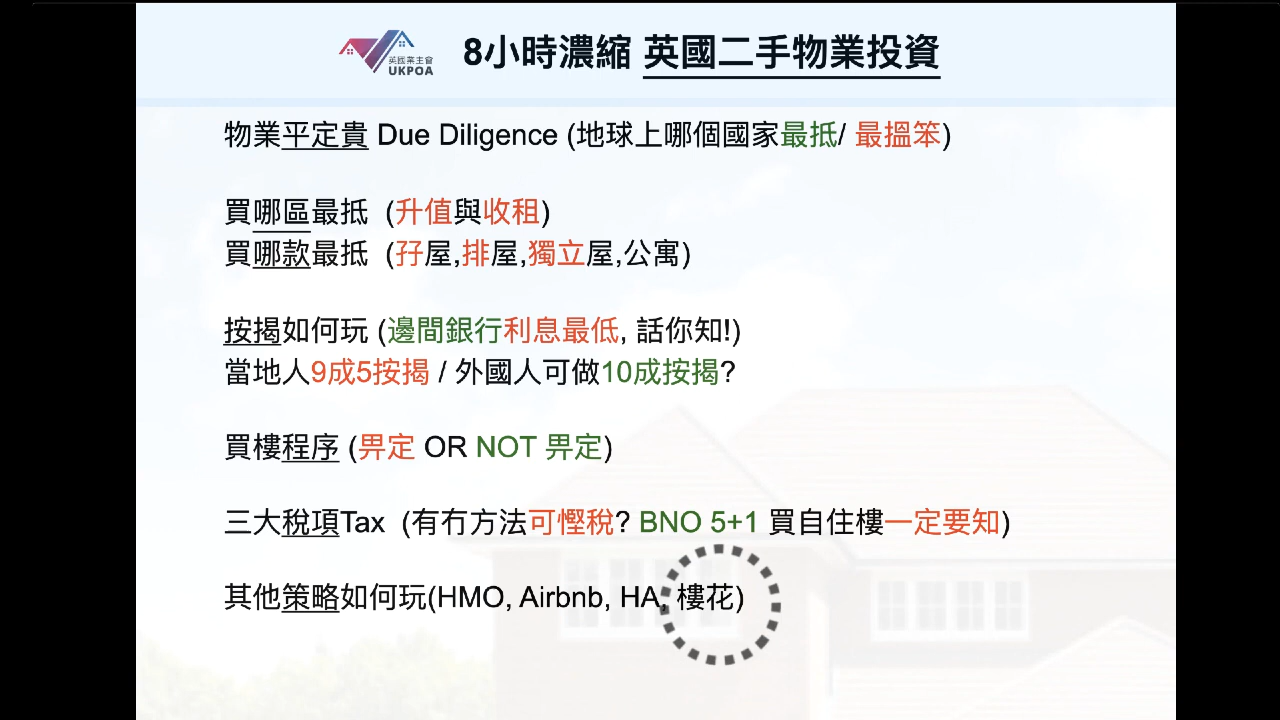 英國業主會
UKPOA
8小時濃縮 英國二手物業投資
物業平定貴 Due Diligence (地球上哪個國家最抵/ 最搵笨)
買哪區最抵 (升值與收租)
買哪款最抵 (孖屋,排屋,獨立屋,公寓)
按揭如何玩 (邊間銀行利息最低, 話你知!)
當地人9成5按揭 / 外國人可做10成按揭?
買樓程序 (畀定 OR NOT 畀定)
三大稅項Tax (有冇方法可慳稅? BNO 5+1 買自住樓一定要知)
其他策略如何玩(HMO, Airbnb, HA, 樓花)